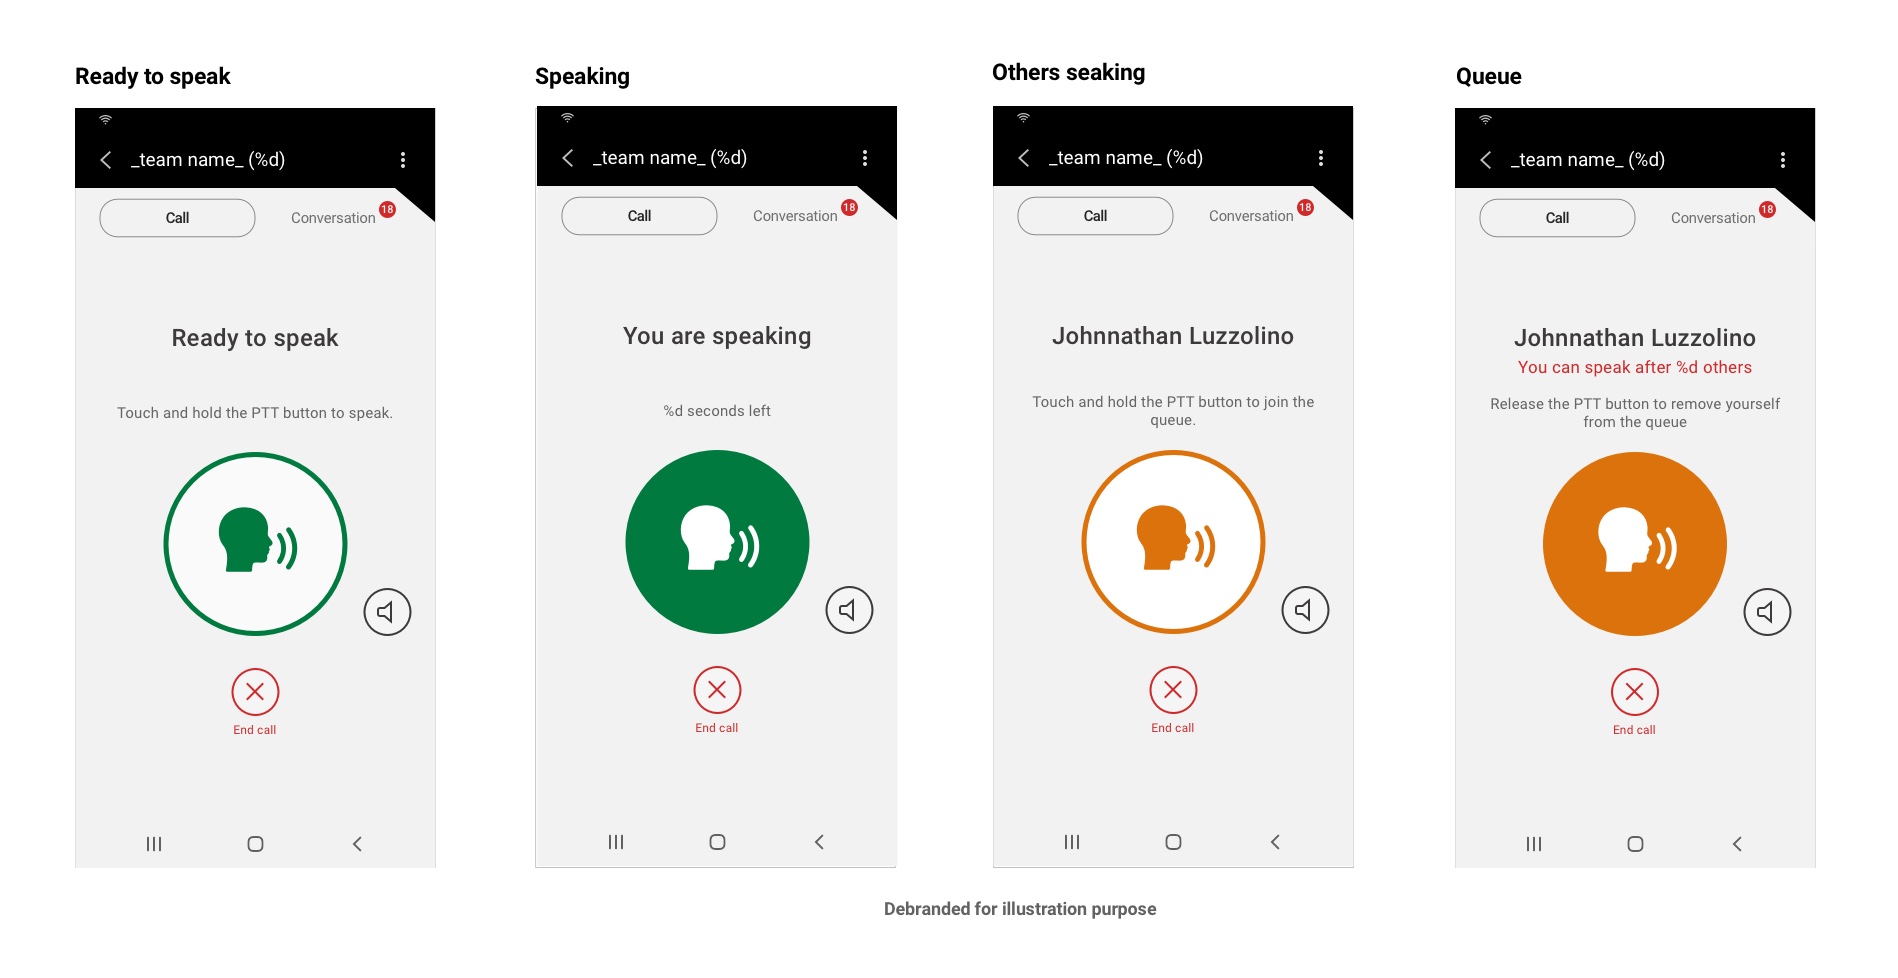 Ready to speak
_team name_ (%d)
Call
Conversation
18
Ready to speak
Touch and hold the PTT button to speak.
End call
Speaking
_team name_ (%d)
Call
Conversation
18
You are speaking
%d seconds left
End call
Others seaking
_team name_ (%d)
Call
Conversation
18
Johnnathan Luzzolino
Touch and hold the PTT button to join the
queue.
End call
Queue
_team name_ (%d)
Call
Conversation
18
Johnnathan Luzzolino
You can speak after %d others
Release the PTT button to remove yourself
from the queue
End call
Debranded for illustration purpose